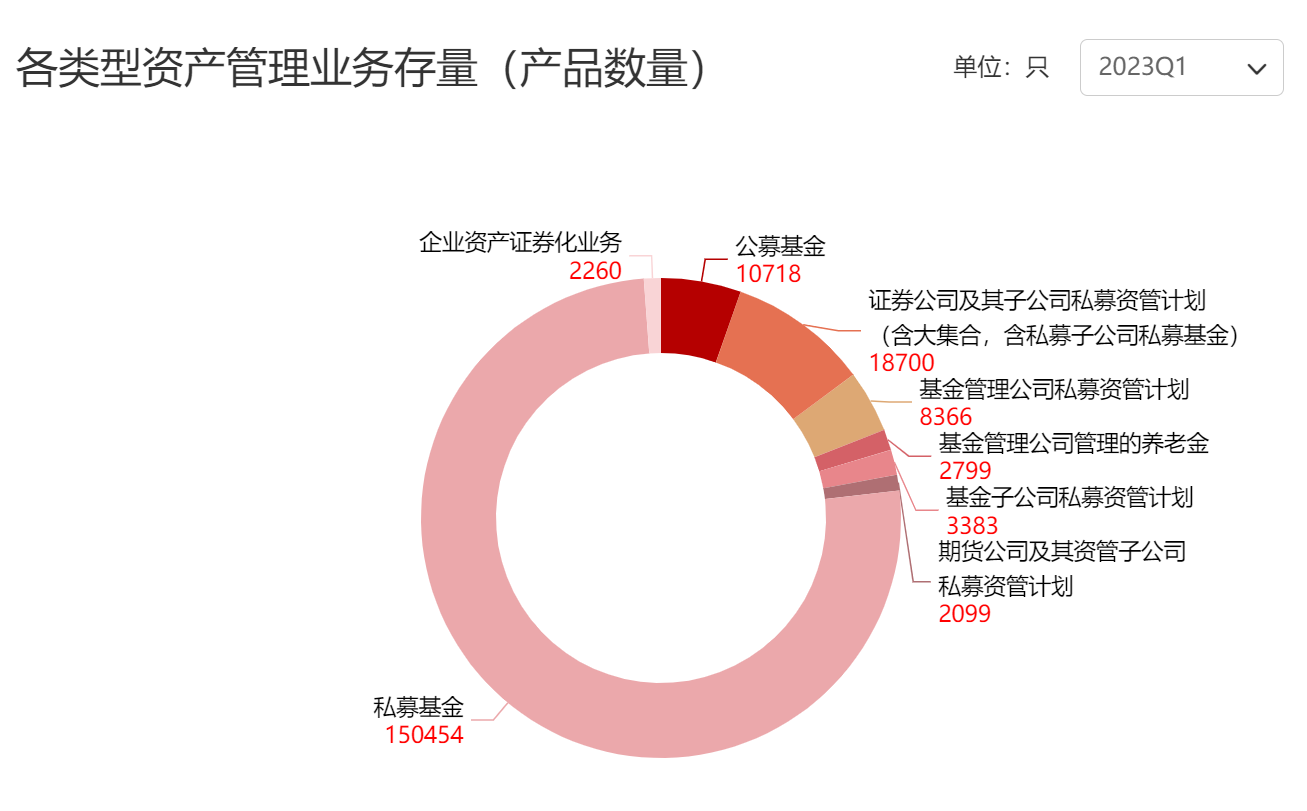 各类型资产管理业务存量（产品数量）
单位：只
2023Q1
企业资产证券化业务
2260
公募基金
10718
证券公司及其子公司私募资管计划
（含大集合，含私募子公司私募基金）
18700
基金管理公司私募资管计划
8366
基金管理公司管理的养老金
2799
基金子公司私募资管计划
3383
期货公司及其资管子公司
私募资管计划
2099
私募基金
150454